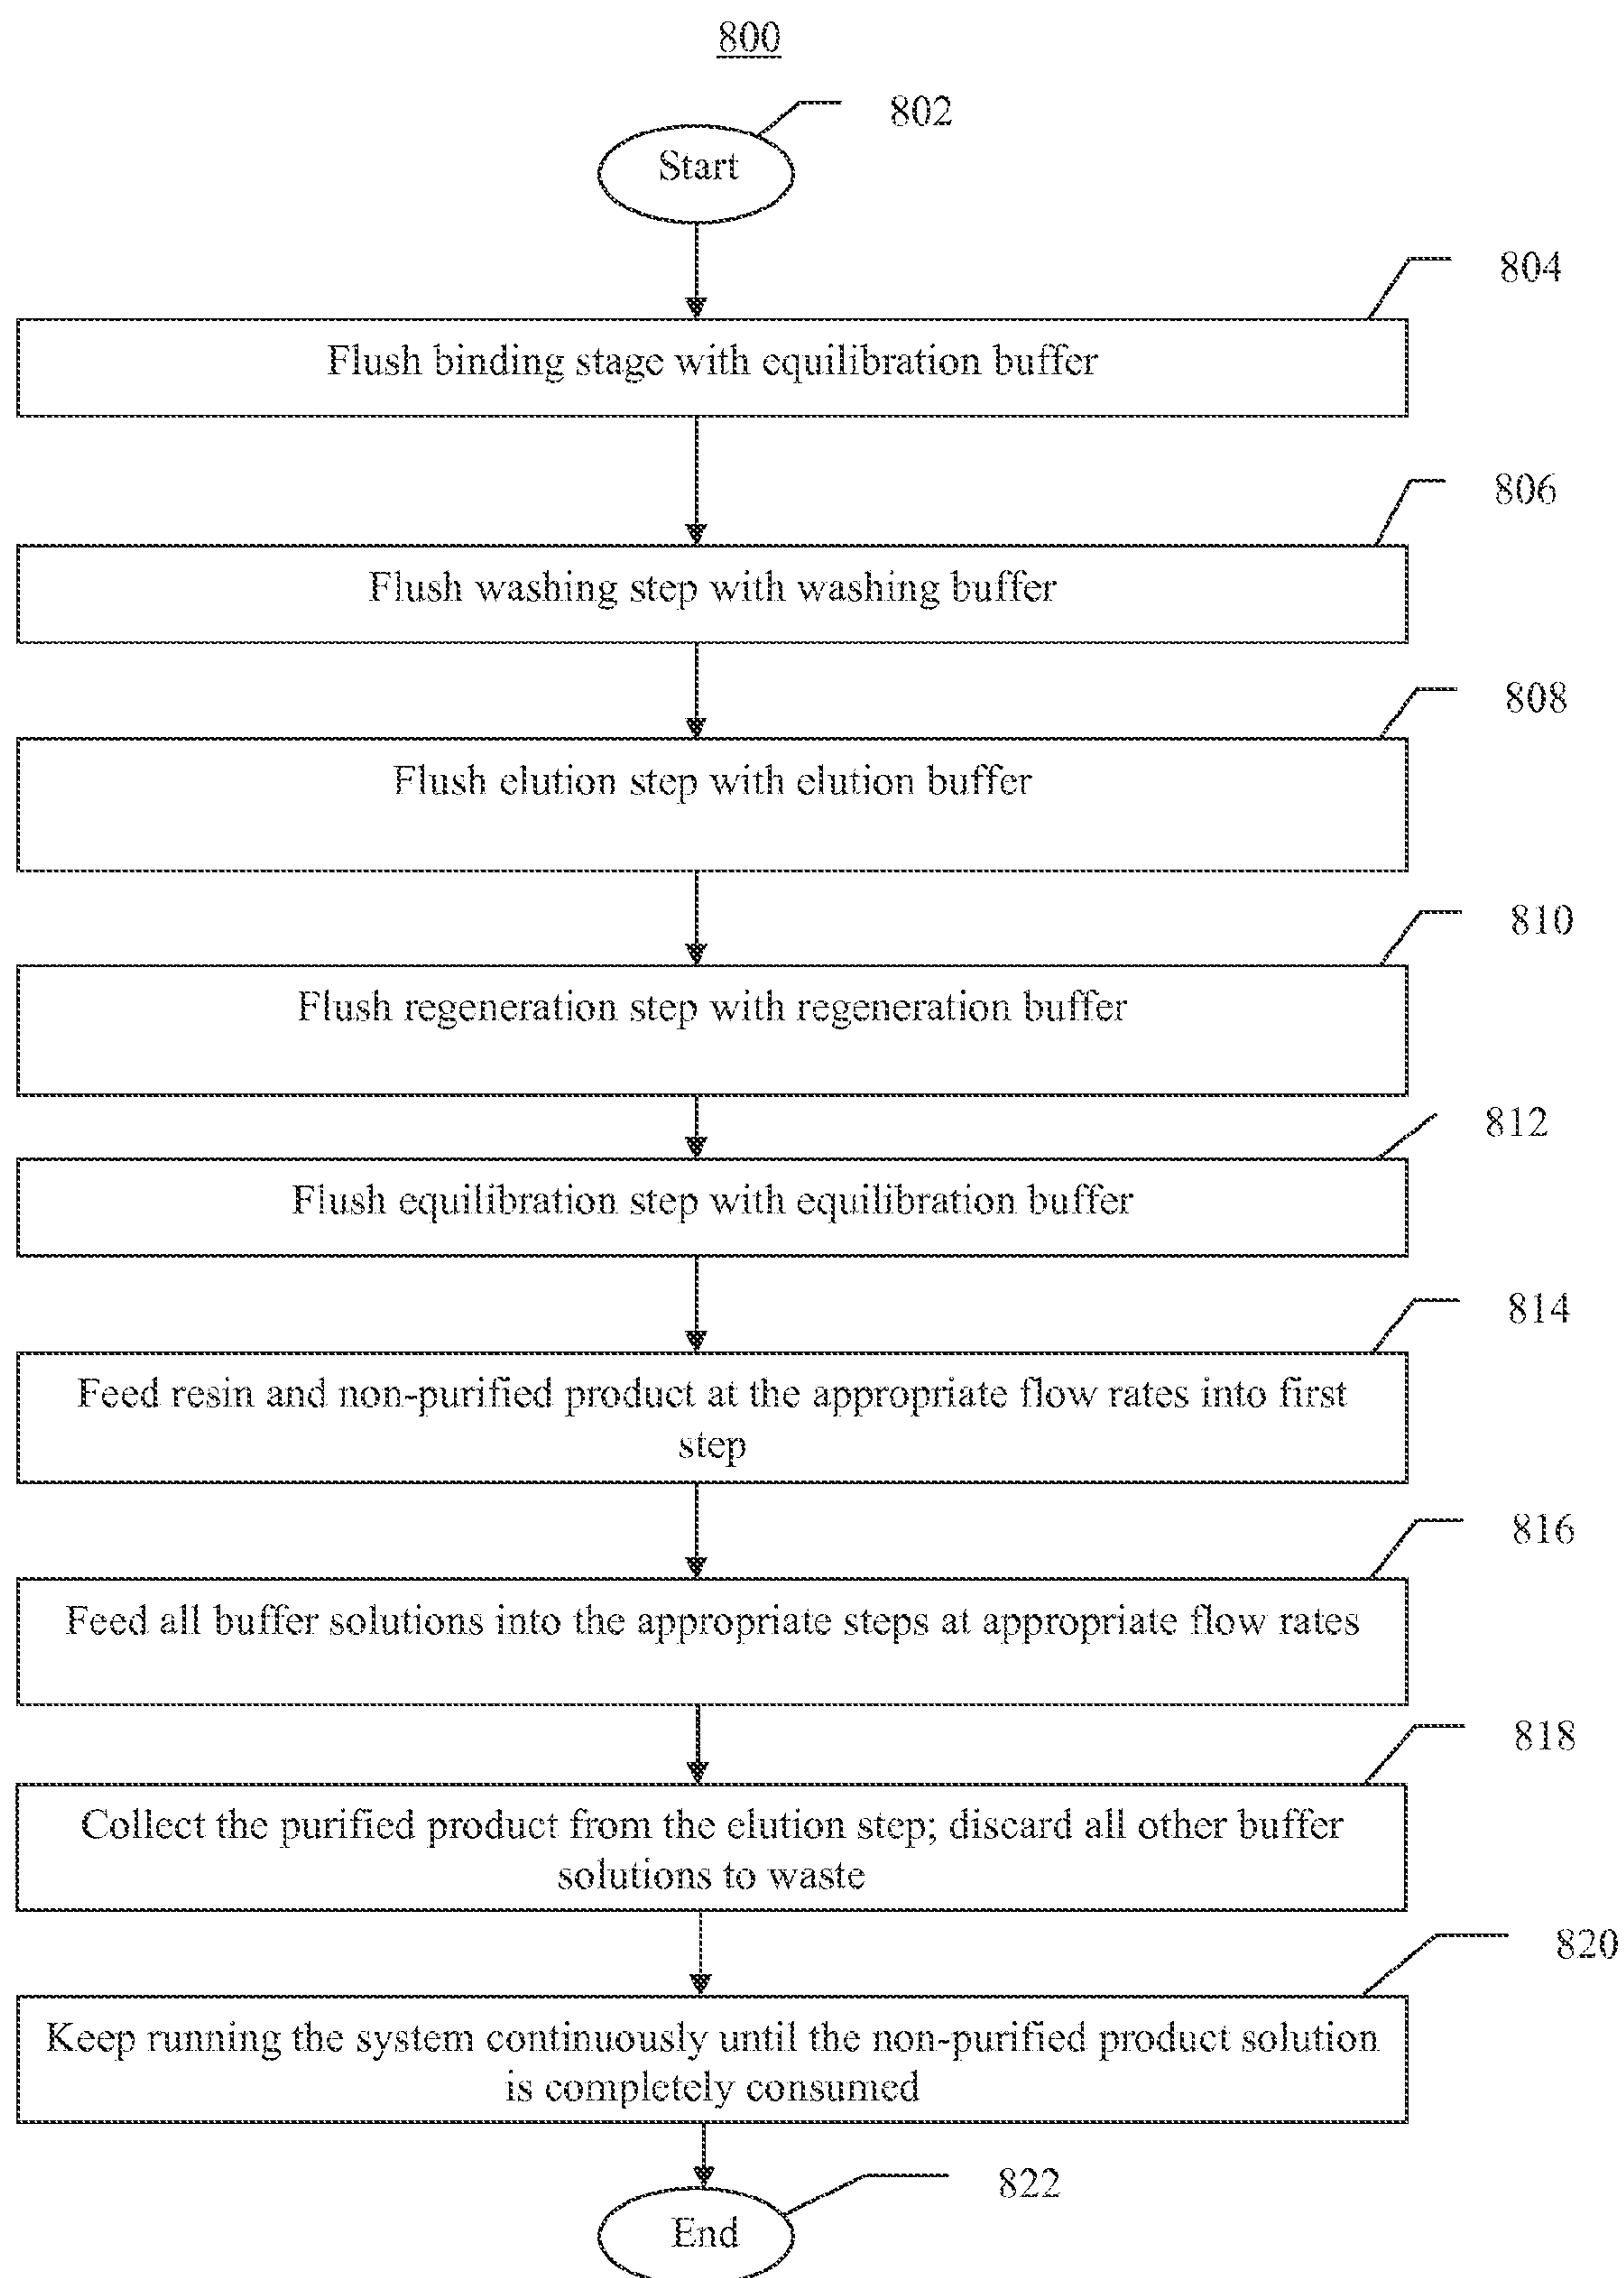 800
802
Start
804
Flush binding stage with equilibration buffer
806
Flush washing step with washing buffer
808
Flush elution step with elution buffer
810
Flush regeneration step with regeneration buffer
812
Flush equilibration step with equilibration buffer
814
Feed resin and non-purified product at the appropriate flow rates into first
step
816
Feed all buffer solutions into the appropriate steps at appropriate flow rates
818
Collect the purified product from the elution step; discard all other buffer
solutions to waste
820
Keep running the system continuously until the non-purified product solution
is completely consumed
822
End